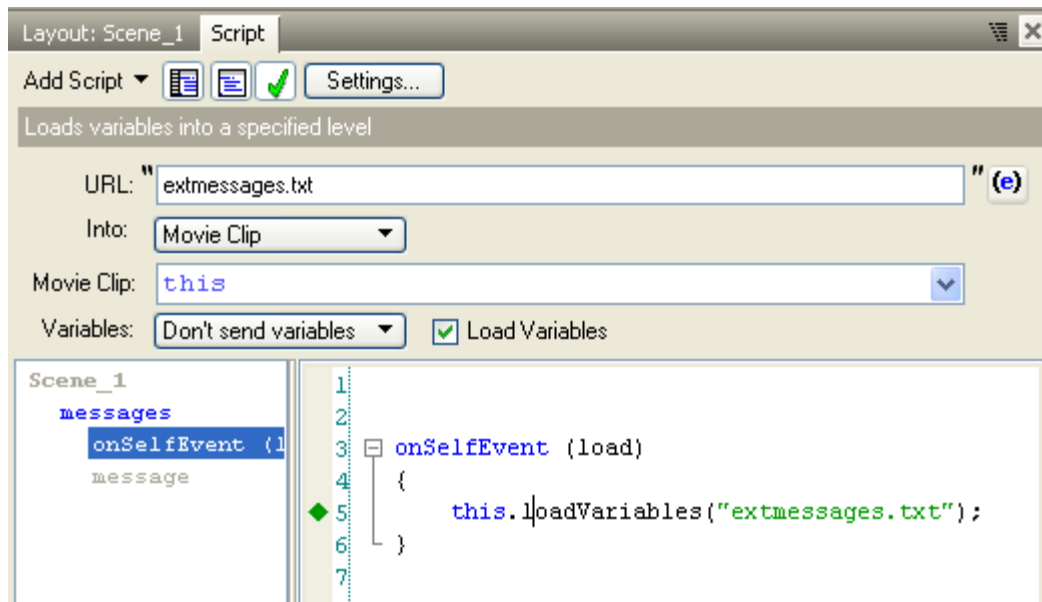 Layout: Scene_1 Script
Add Script Settings...
Loads variables into a specified level
URL: "extmessages.txt" (e)
Into: Movie Clip
Movie Clip: this
Variables: Don't send variables Load Variables
Scene_1
messages
onSelfEvent (l
message
1
2
3 onSelfEvent (load)
4 {
5 this.loadVariables("extmessages.txt");
6 }
7